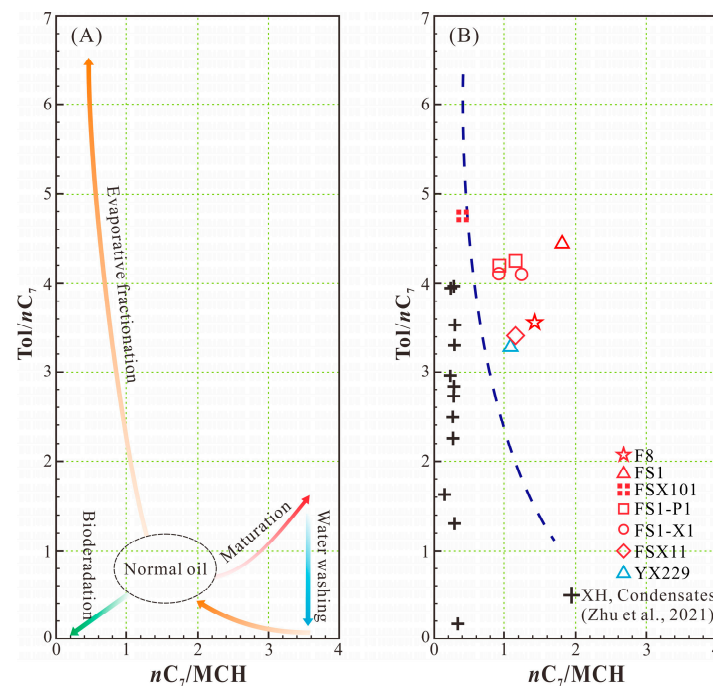 (A)
7
6
5
4
3
2
1
0
Tol/nC₇
Evaporative fractionation
Bioderadation
Normal oil
Maturation
Water washing
0
1
2
3
4
nC₇/MCH
(B)
7
6
5
4
3
2
1
0
Tol/nC₇
F8
FS1
FSX101
FS1-P1
FS1-X1
FSX11
YX229
XH, Condensates
(Zhu et al., 2021)
0
1
2
3
4
nC₇/MCH